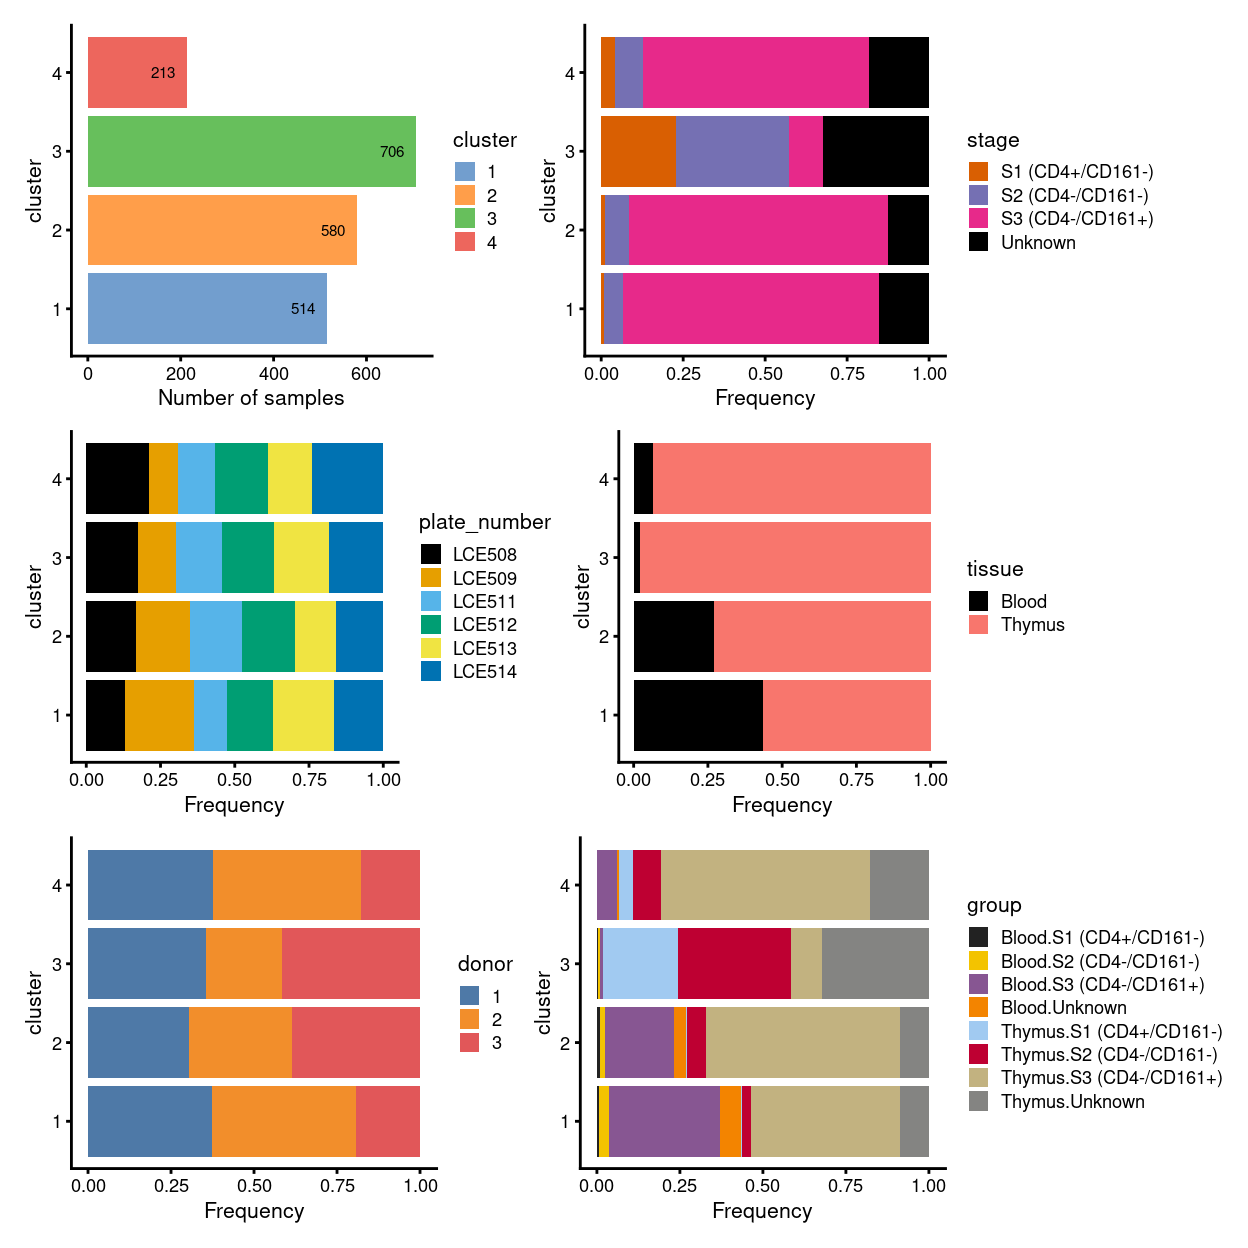 4
3
2
1
cluster
213
706
580
514
0
200
400
600
Number of samples
cluster
1
2
3
4
4
3
2
1
cluster
0.00
0.25
0.50
0.75
1.00
Frequency
stage
S1 (CD4+/CD161-)
S2 (CD4-/CD161-)
S3 (CD4-/CD161+)
Unknown
4
3
2
1
cluster
0.00
0.25
0.50
0.75
1.00
Frequency
plate_number
LCE508
LCE509
LCE511
LCE512
LCE513
LCE514
4
3
2
1
cluster
0.00
0.25
0.50
0.75
1.00
Frequency
tissue
Blood
Thymus
4
3
2
1
cluster
0.00
0.25
0.50
0.75
1.00
Frequency
donor
1
2
3
4
3
2
1
cluster
0.00
0.25
0.50
0.75
1.00
Frequency
group
Blood.S1 (CD4+/CD161-)
Blood.S2 (CD4-/CD161-)
Blood.S3 (CD4-/CD161+)
Blood.Unknown
Thymus.S1 (CD4+/CD161-)
Thymus.S2 (CD4-/CD161-)
Thymus.S3 (CD4-/CD161+)
Thymus.Unknown